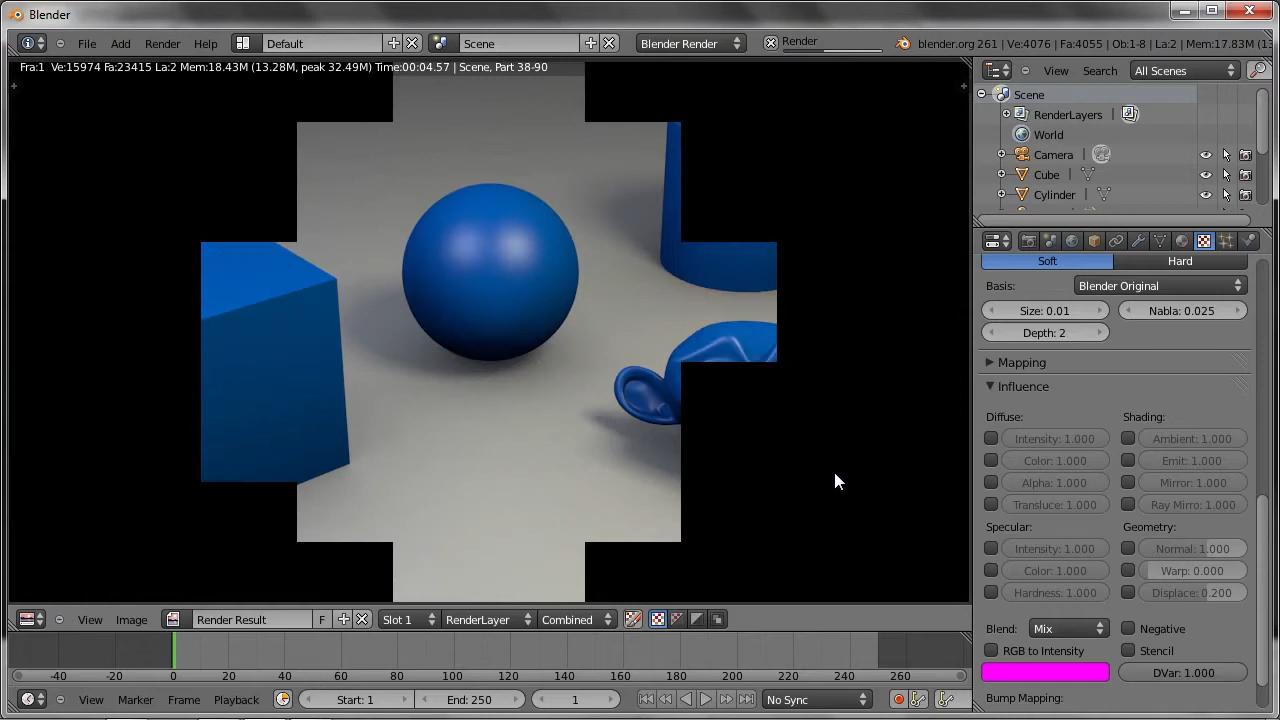 Blender
File Add Render Help Default Scene Blender Render Render blender.org 261 | Ve:4076 | Fa:4055 | Ob:1-8 | La:2 | Mem:17.83M
Fra:1 Ve:15974 Fa:23415 La:2 Mem:18.43M (13.28M, peak 32.49M) Time:00:04.57 | Scene, Part 38-90
View Search All Scenes
Scene
RenderLayers
World
Camera
Cube
Cylinder
Soft Hard
Basis: Blender Original
Size: 0.01 Nabla: 0.025
Depth: 2
Mapping
Influence
Diffuse: Shading:
Intensity: 1.000 Ambient: 1.000
Color: 1.000 Emit: 1.000
Alpha: 1.000 Mirror: 1.000
Transluce: 1.000 Ray Mirro: 1.000
Specular: Geometry:
Intensity: 1.000 Normal: 1.000
Color: 1.000 Warp: 0.000
Hardness: 1.000 Displace: 0.200
Blend: Mix Negative
RGB to Intensity Stencil
DVar: 1.000
Bump Mapping:
View Image Render Result F Slot 1 RenderLayer Combined
-40 -20 0 20 40 60 80 100 120 140 160 180 200 220 240 260
View Marker Frame Playback Start: 1 End: 250 1 No Sync